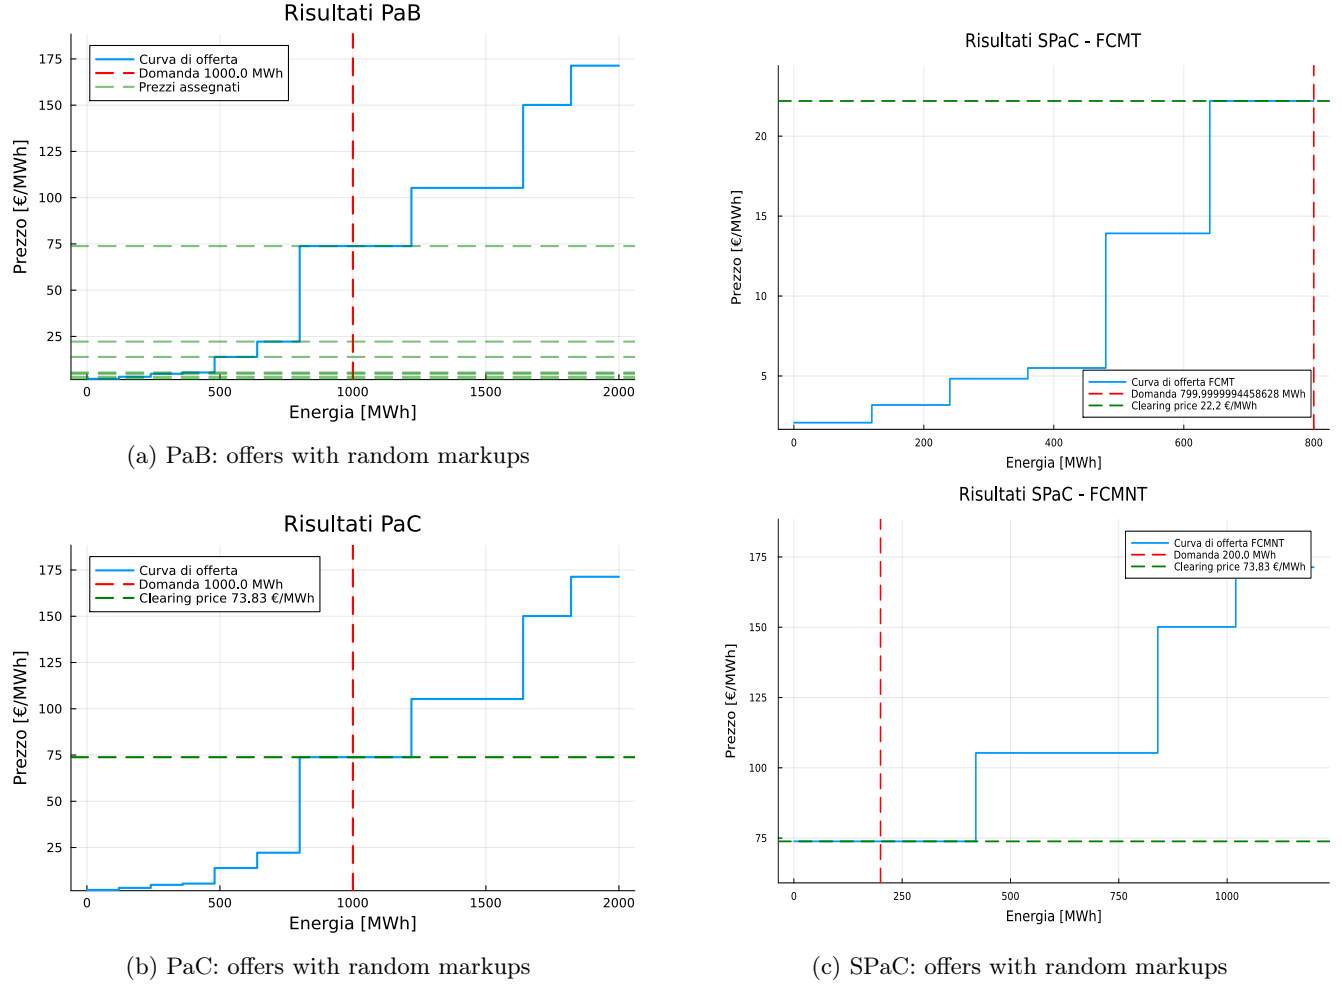 Risultati PaB
Prezzo [€/MWh]
175
150
125
100
75
50
25
Curva di offerta
Domanda 1000.0 MWh
Prezzi assegnati
0
500
1000
1500
2000
Energia [MWh]
(a) PaB: offers with random markups
Risultati SPaC - FCMT
Prezzo [€/MWh]
20
15
10
5
Curva di offerta FCMT
Domanda 799.9999994458628 MWh
Clearing price 22.2 €/MWh
0
200
400
600
800
Energia [MWh]
Risultati PaC
Prezzo [€/MWh]
175
150
125
100
75
50
25
Curva di offerta
Domanda 1000.0 MWh
Clearing price 73.83 €/MWh
0
500
1000
1500
2000
Energia [MWh]
(b) PaC: offers with random markups
Risultati SPaC - FCMNT
Prezzo [€/MWh]
175
150
125
100
75
Curva di offerta FCMNT
Domanda 200.0 MWh
Clearing price 73.83 €/MWh
0
250
500
750
1000
Energia [MWh]
(c) SPaC: offers with random markups